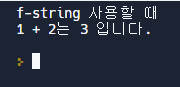 f-string 사용할 때
1 + 2는 3 입니다.
>